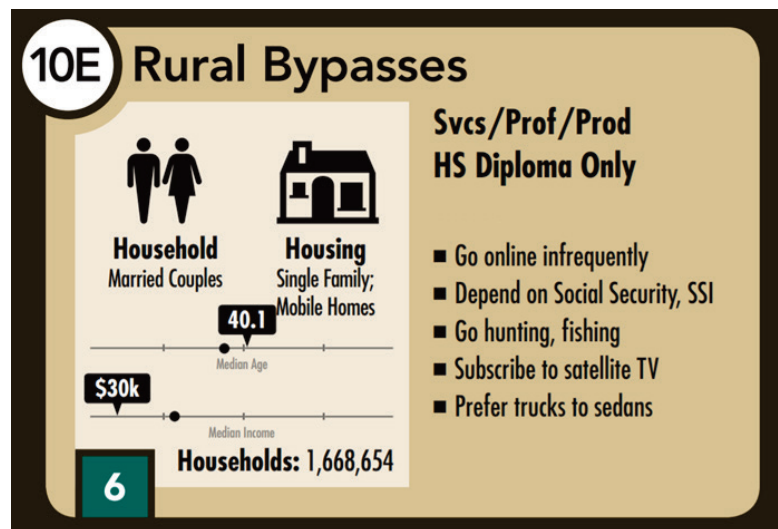 10E Rural Bypasses
Household
Married Couples
Housing
Single Family;
Mobile Homes
40.1
Median Age
$30k
Median Income
Households: 1,668,654
6
Svcs/Prof/Prod
HS Diploma Only
■ Go online infrequently
■ Depend on Social Security, SSI
■ Go hunting, fishing
■ Subscribe to satellite TV
■ Prefer trucks to sedans